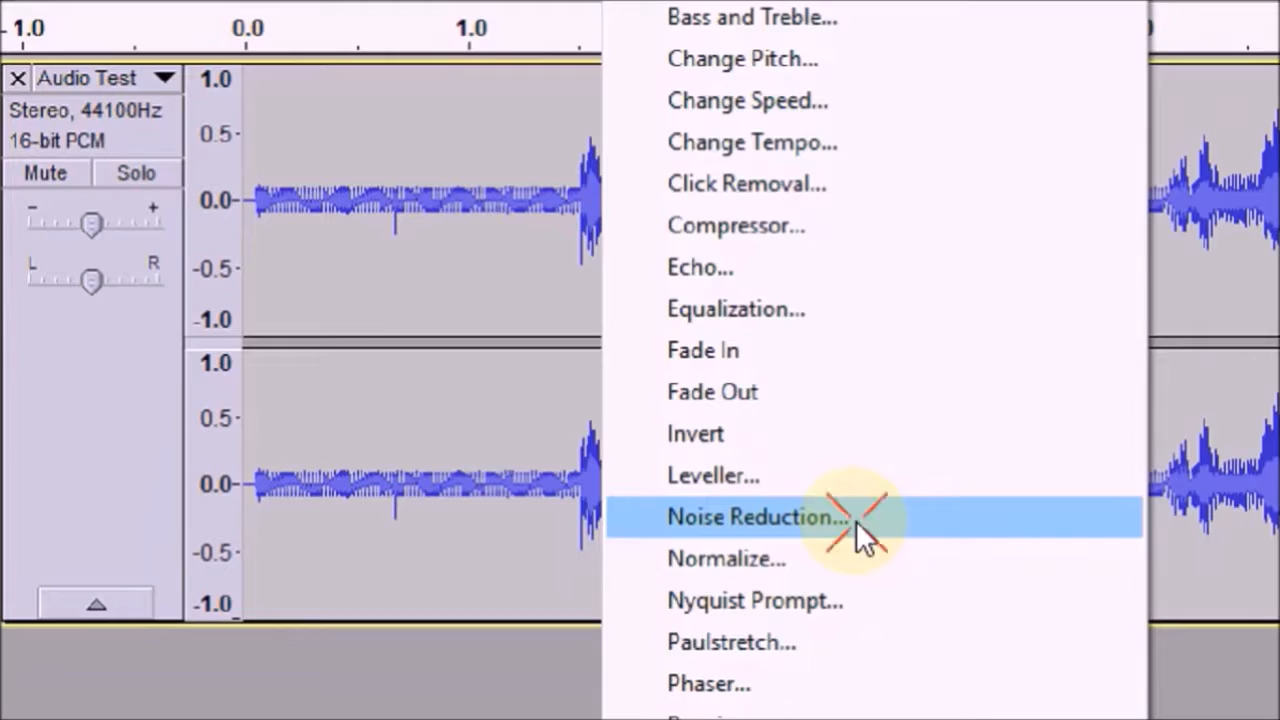 - 1.0 0.0 1.0
Audio Test
Stereo, 44100Hz
16-bit PCM
Mute Solo
- +
L R
1.0
0.5
0.0
-0.5
-1.0
1.0
0.5
0.0
-0.5
-1.0
Bass and Treble...
Change Pitch...
Change Speed...
Change Tempo...
Click Removal...
Compressor...
Echo...
Equalization...
Fade In
Fade Out
Invert
Leveller...
Noise Reduction...
Normalize...
Nyquist Prompt...
Paulstretch...
Phaser...